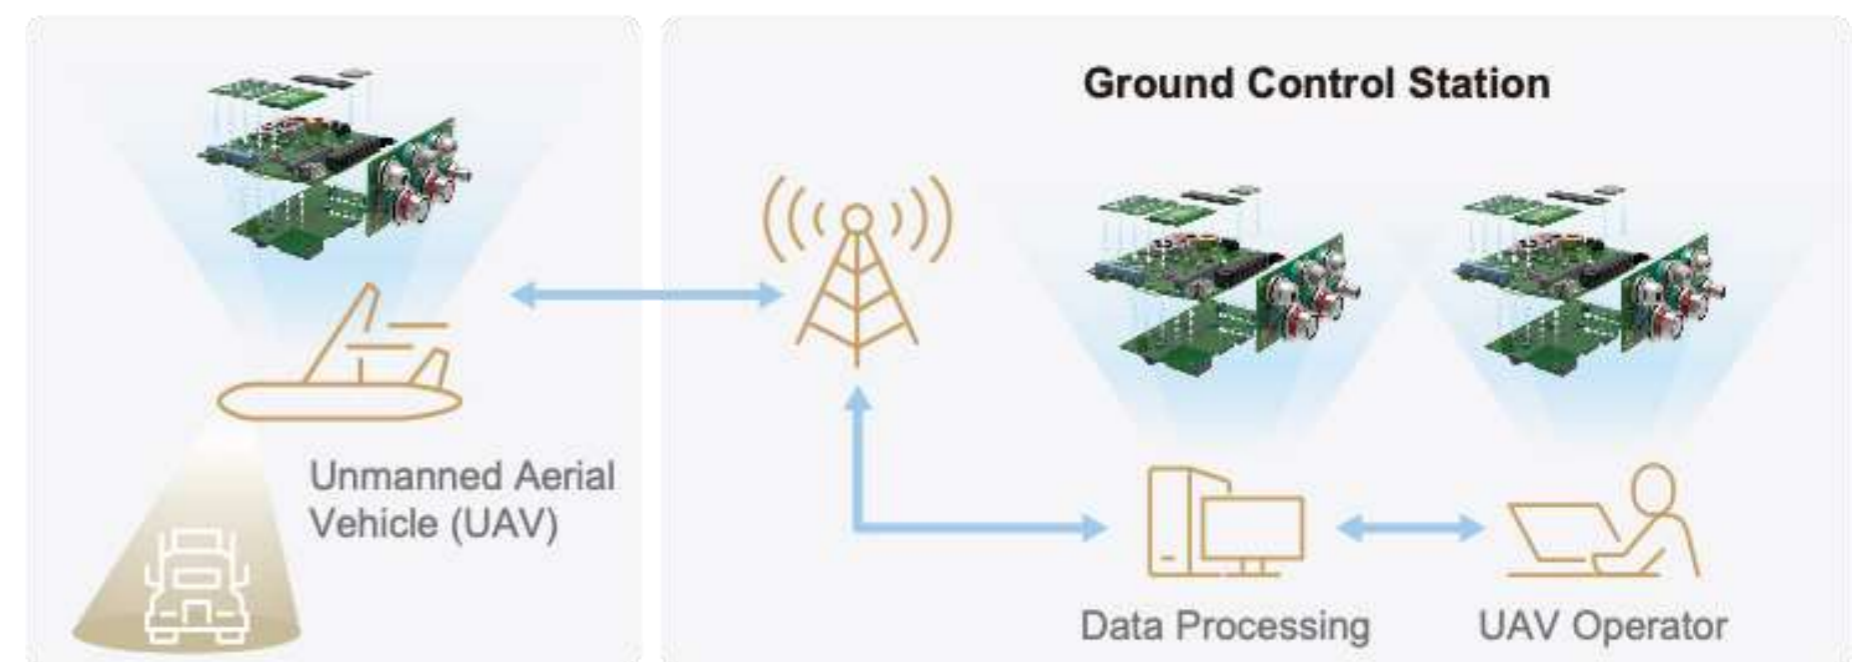 Ground Control Station
Unmanned Aerial
Vehicle (UAV)
Data Processing
UAV Operator